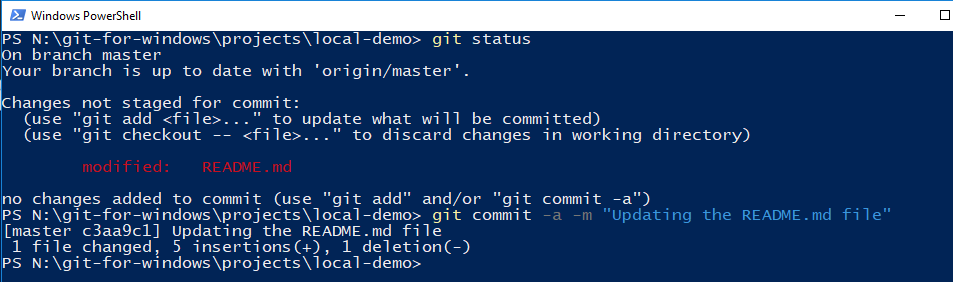 Windows PowerShell
PS N:\git-for-windows\projects\local-demo> git status
On branch master
Your branch is up to date with 'origin/master'.
Changes not staged for commit:
  (use "git add <file>..." to update what will be committed)
  (use "git checkout -- <file>..." to discard changes in working directory)
        modified:   README.md
no changes added to commit (use "git add" and/or "git commit -a")
PS N:\git-for-windows\projects\local-demo> git commit -a -m "Updating the README.md file"
[master c3aa9c1] Updating the README.md file
 1 file changed, 5 insertions(+), 1 deletion(-)
PS N:\git-for-windows\projects\local-demo>